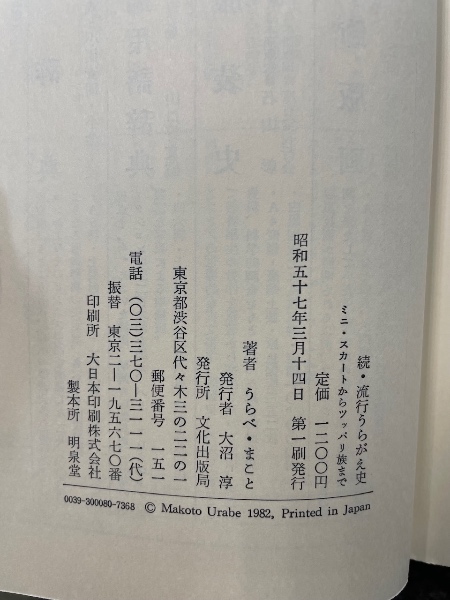 続・流行うらがえ史
ミニ・スカートからツッパリ族まで
定価 一二〇〇円
昭和五十七年三月十四日 第一刷発行
著者 うらべ・まこと
発行者 大沼 淳
発行所 文化出版局
東京都渋谷区代々木三の二二の一
郵便番号 一五一
電話 (〇三)三七〇―三一一一(代)
振替 東京二―一九五六七〇番
印刷所 大日本印刷株式会社
製本所 明泉堂
0039-300080-7368 © Makoto Urabe 1982, Printed in Japan